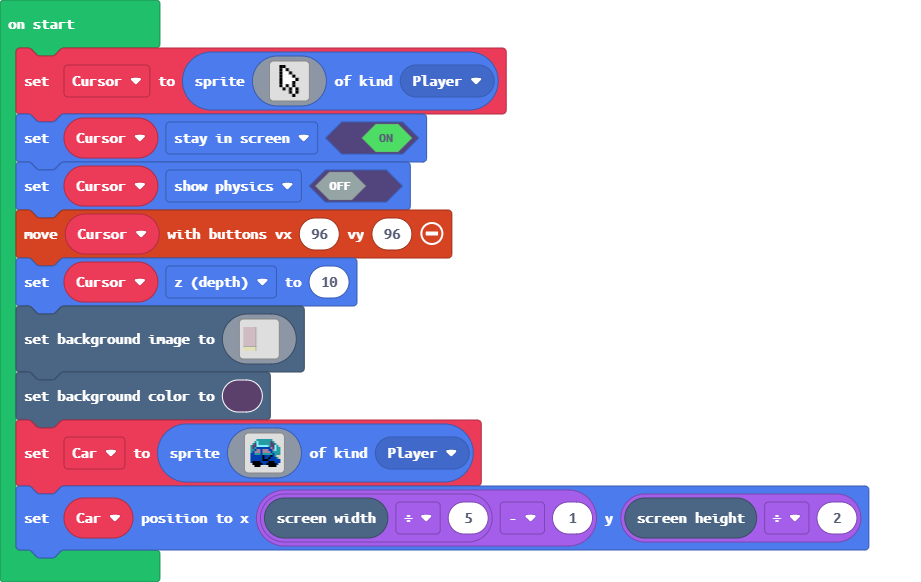 on start
set Cursor to sprite of kind Player
set Cursor stay in screen ON
set Cursor show physics OFF
move Cursor with buttons vx 96 vy 96
set Cursor z (depth) to 10
set background image to
set background color to
set Car to sprite of kind Player
set Car position to x screen width ÷ 5 - 1 y screen height ÷ 2